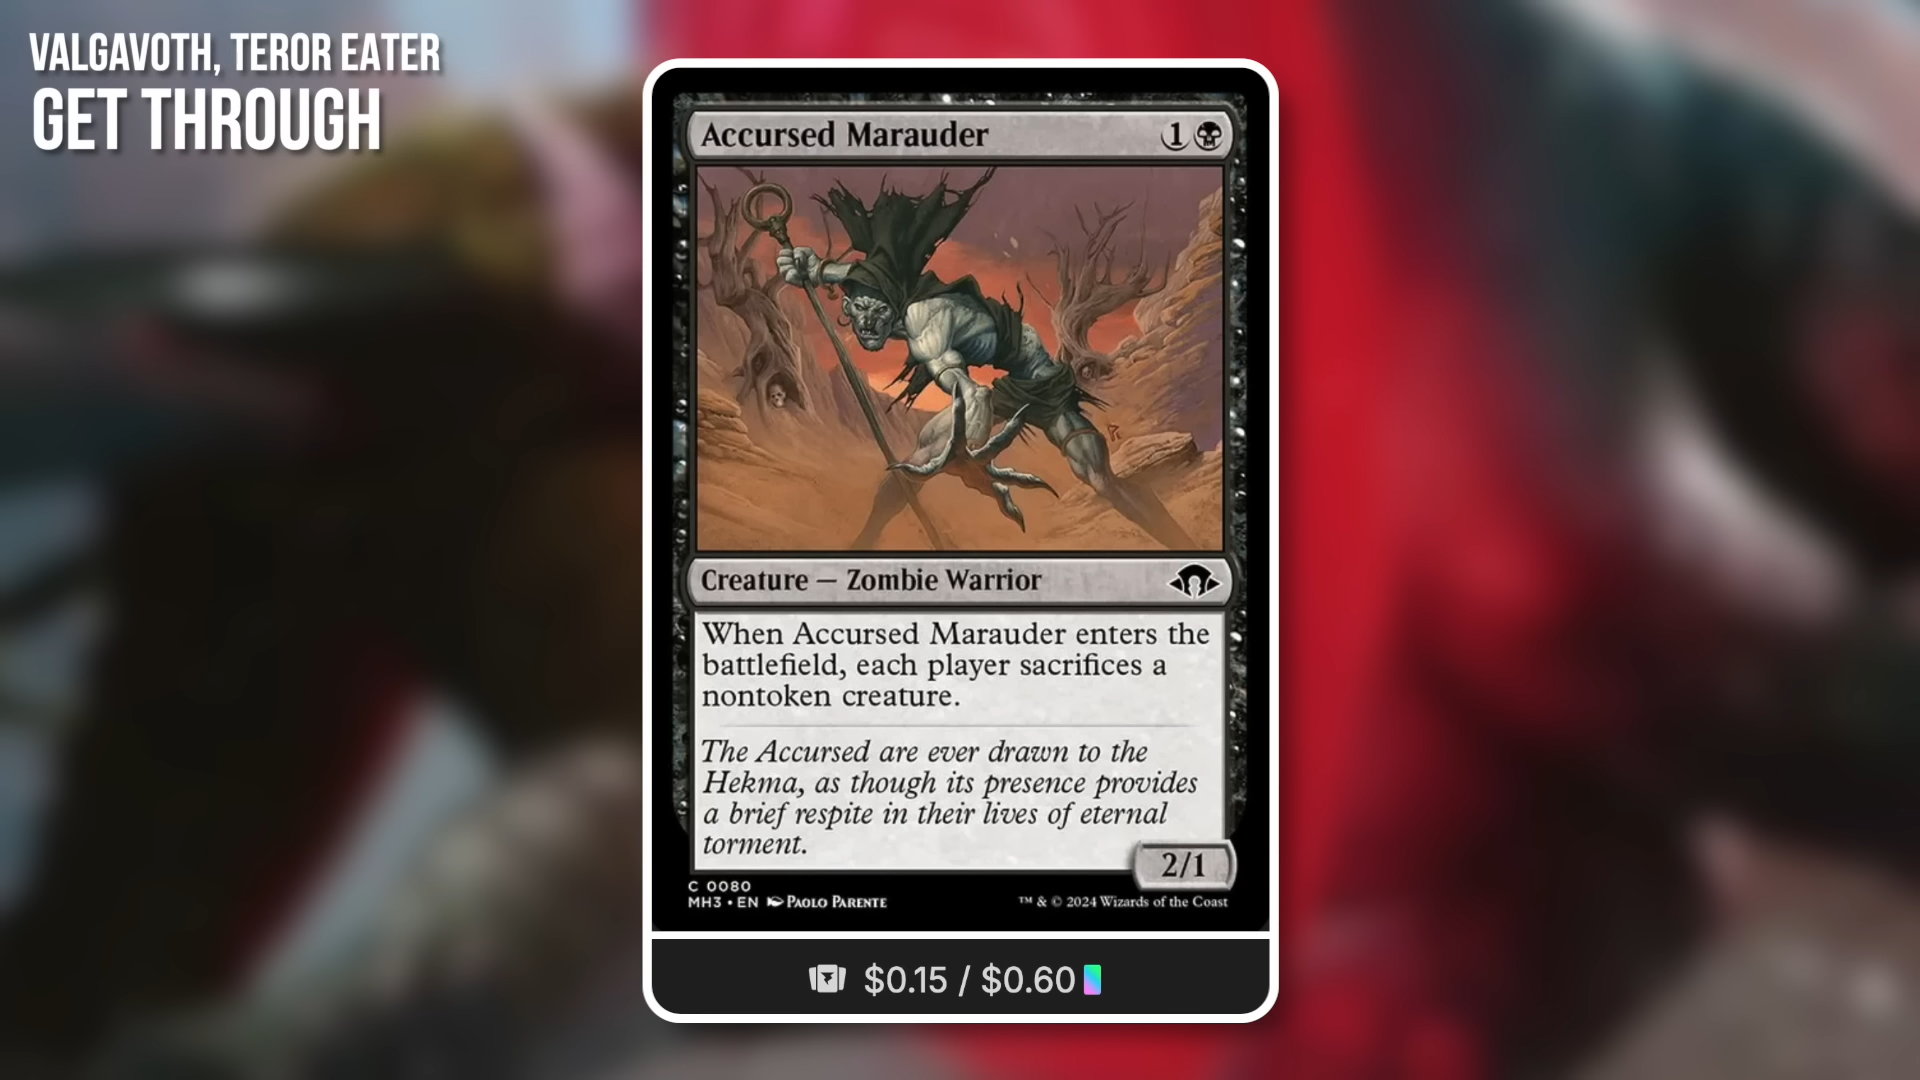 VALGAVOTH, TEROR EATER
GET THROUGH
Accursed Marauder 1
Creature — Zombie Warrior
When Accursed Marauder enters the
battlefield, each player sacrifices a
nontoken creature.
The Accursed are ever drawn to the
Hekma, as though its presence provides
a brief respite in their lives of eternal
torment.
2/1
C 0080
MH3 • EN PAOLO PARENTE
™ & © 2024 Wizards of the Coast
$0.15 / $0.60